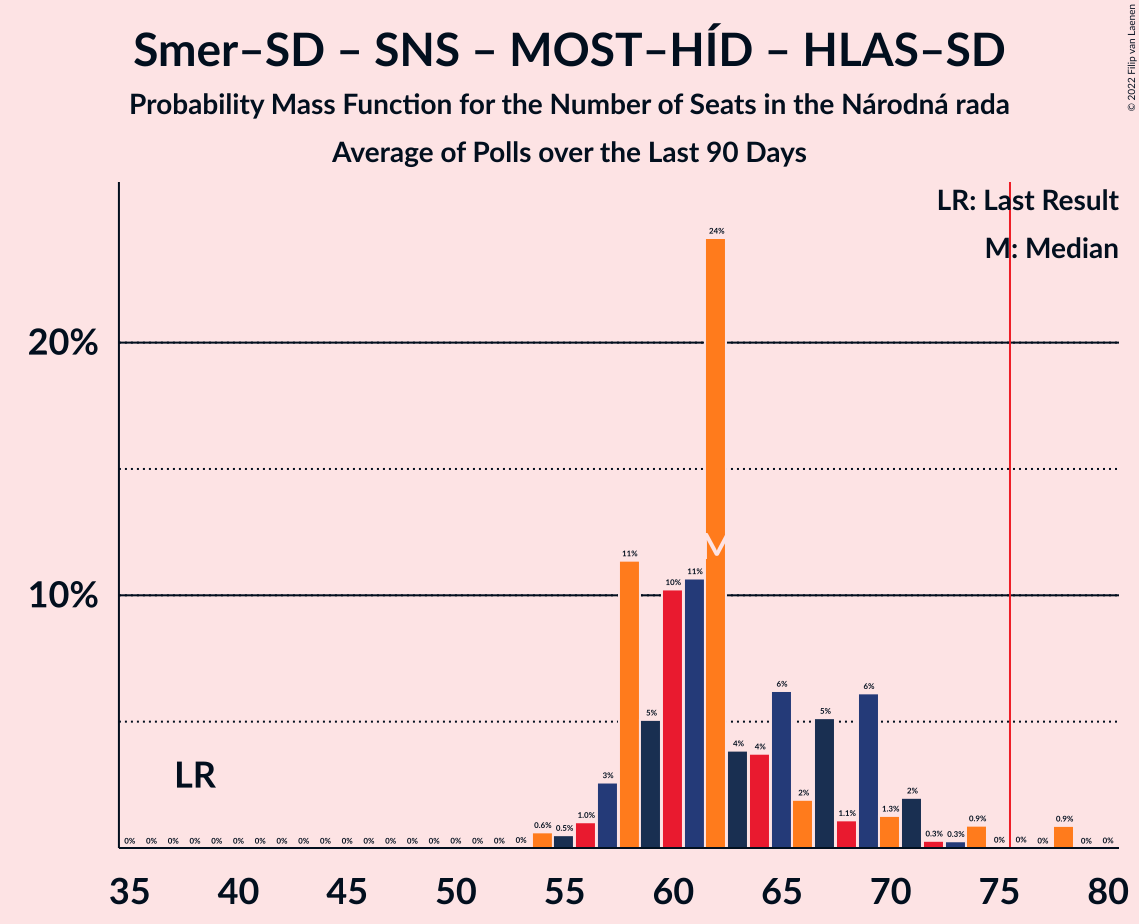 Smer–SD – SNS – MOST–HÍD – HLAS–SD
Probability Mass Function for the Number of Seats in the Národná rada
Average of Polls over the Last 90 Days
© 2022 Filip van Laenen
LR: Last Result
M: Median
20%
10%
LR
M
0% 0% 0% 0% 0% 0% 0% 0% 0% 0% 0% 0% 0% 0% 0% 0% 0% 0% 0% 0.6% 0.5% 1.0% 3% 11% 5% 10% 11% 24% 4% 4% 6% 2% 5% 1.1% 6% 1.3% 2% 0.3% 0.3% 0.9% 0% 0% 0% 0.9% 0% 0%
35 40 45 50 55 60 65 70 75 80